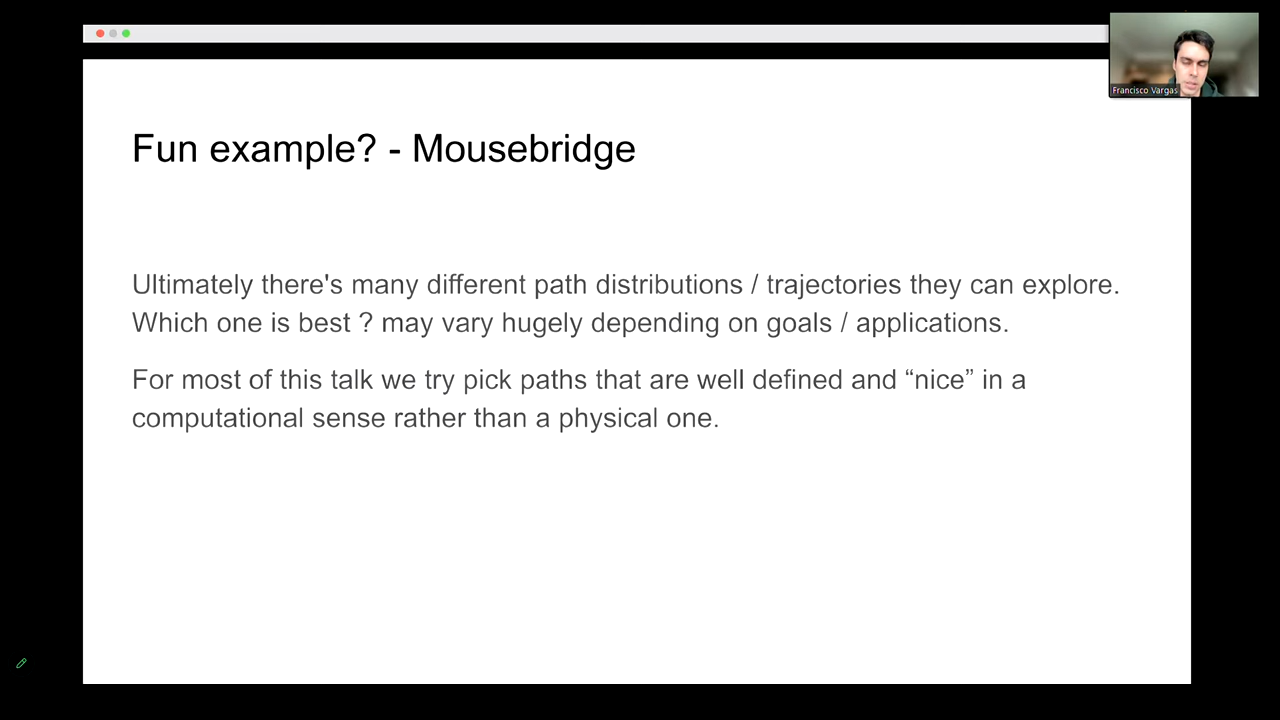 Francisco Vargas
Fun example? - Mousebridge
Ultimately there's many different path distributions / trajectories they can explore.
Which one is best ? may vary hugely depending on goals / applications.
For most of this talk we try pick paths that are well defined and “nice” in a
computational sense rather than a physical one.